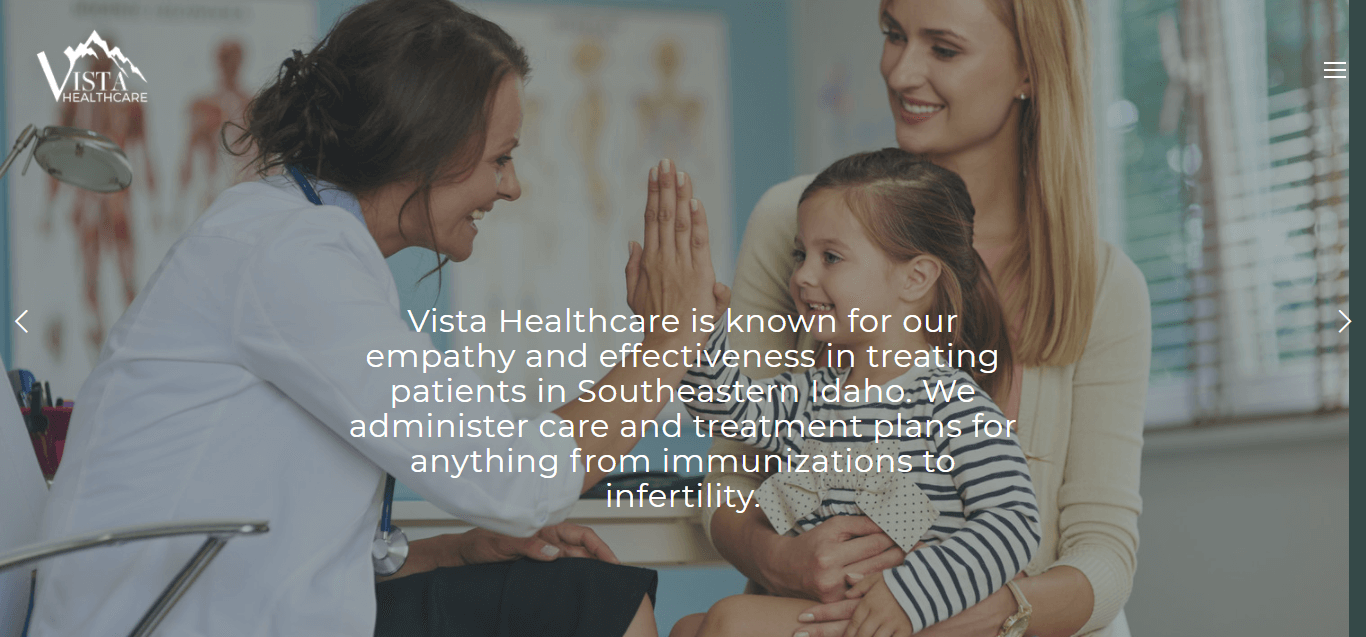 VISTA
HEALTHCARE
Vista Healthcare is known for our
empathy and effectiveness in treating
patients in Southeastern Idaho. We
administer care and treatment plans for
anything from immunizations to
infertility.